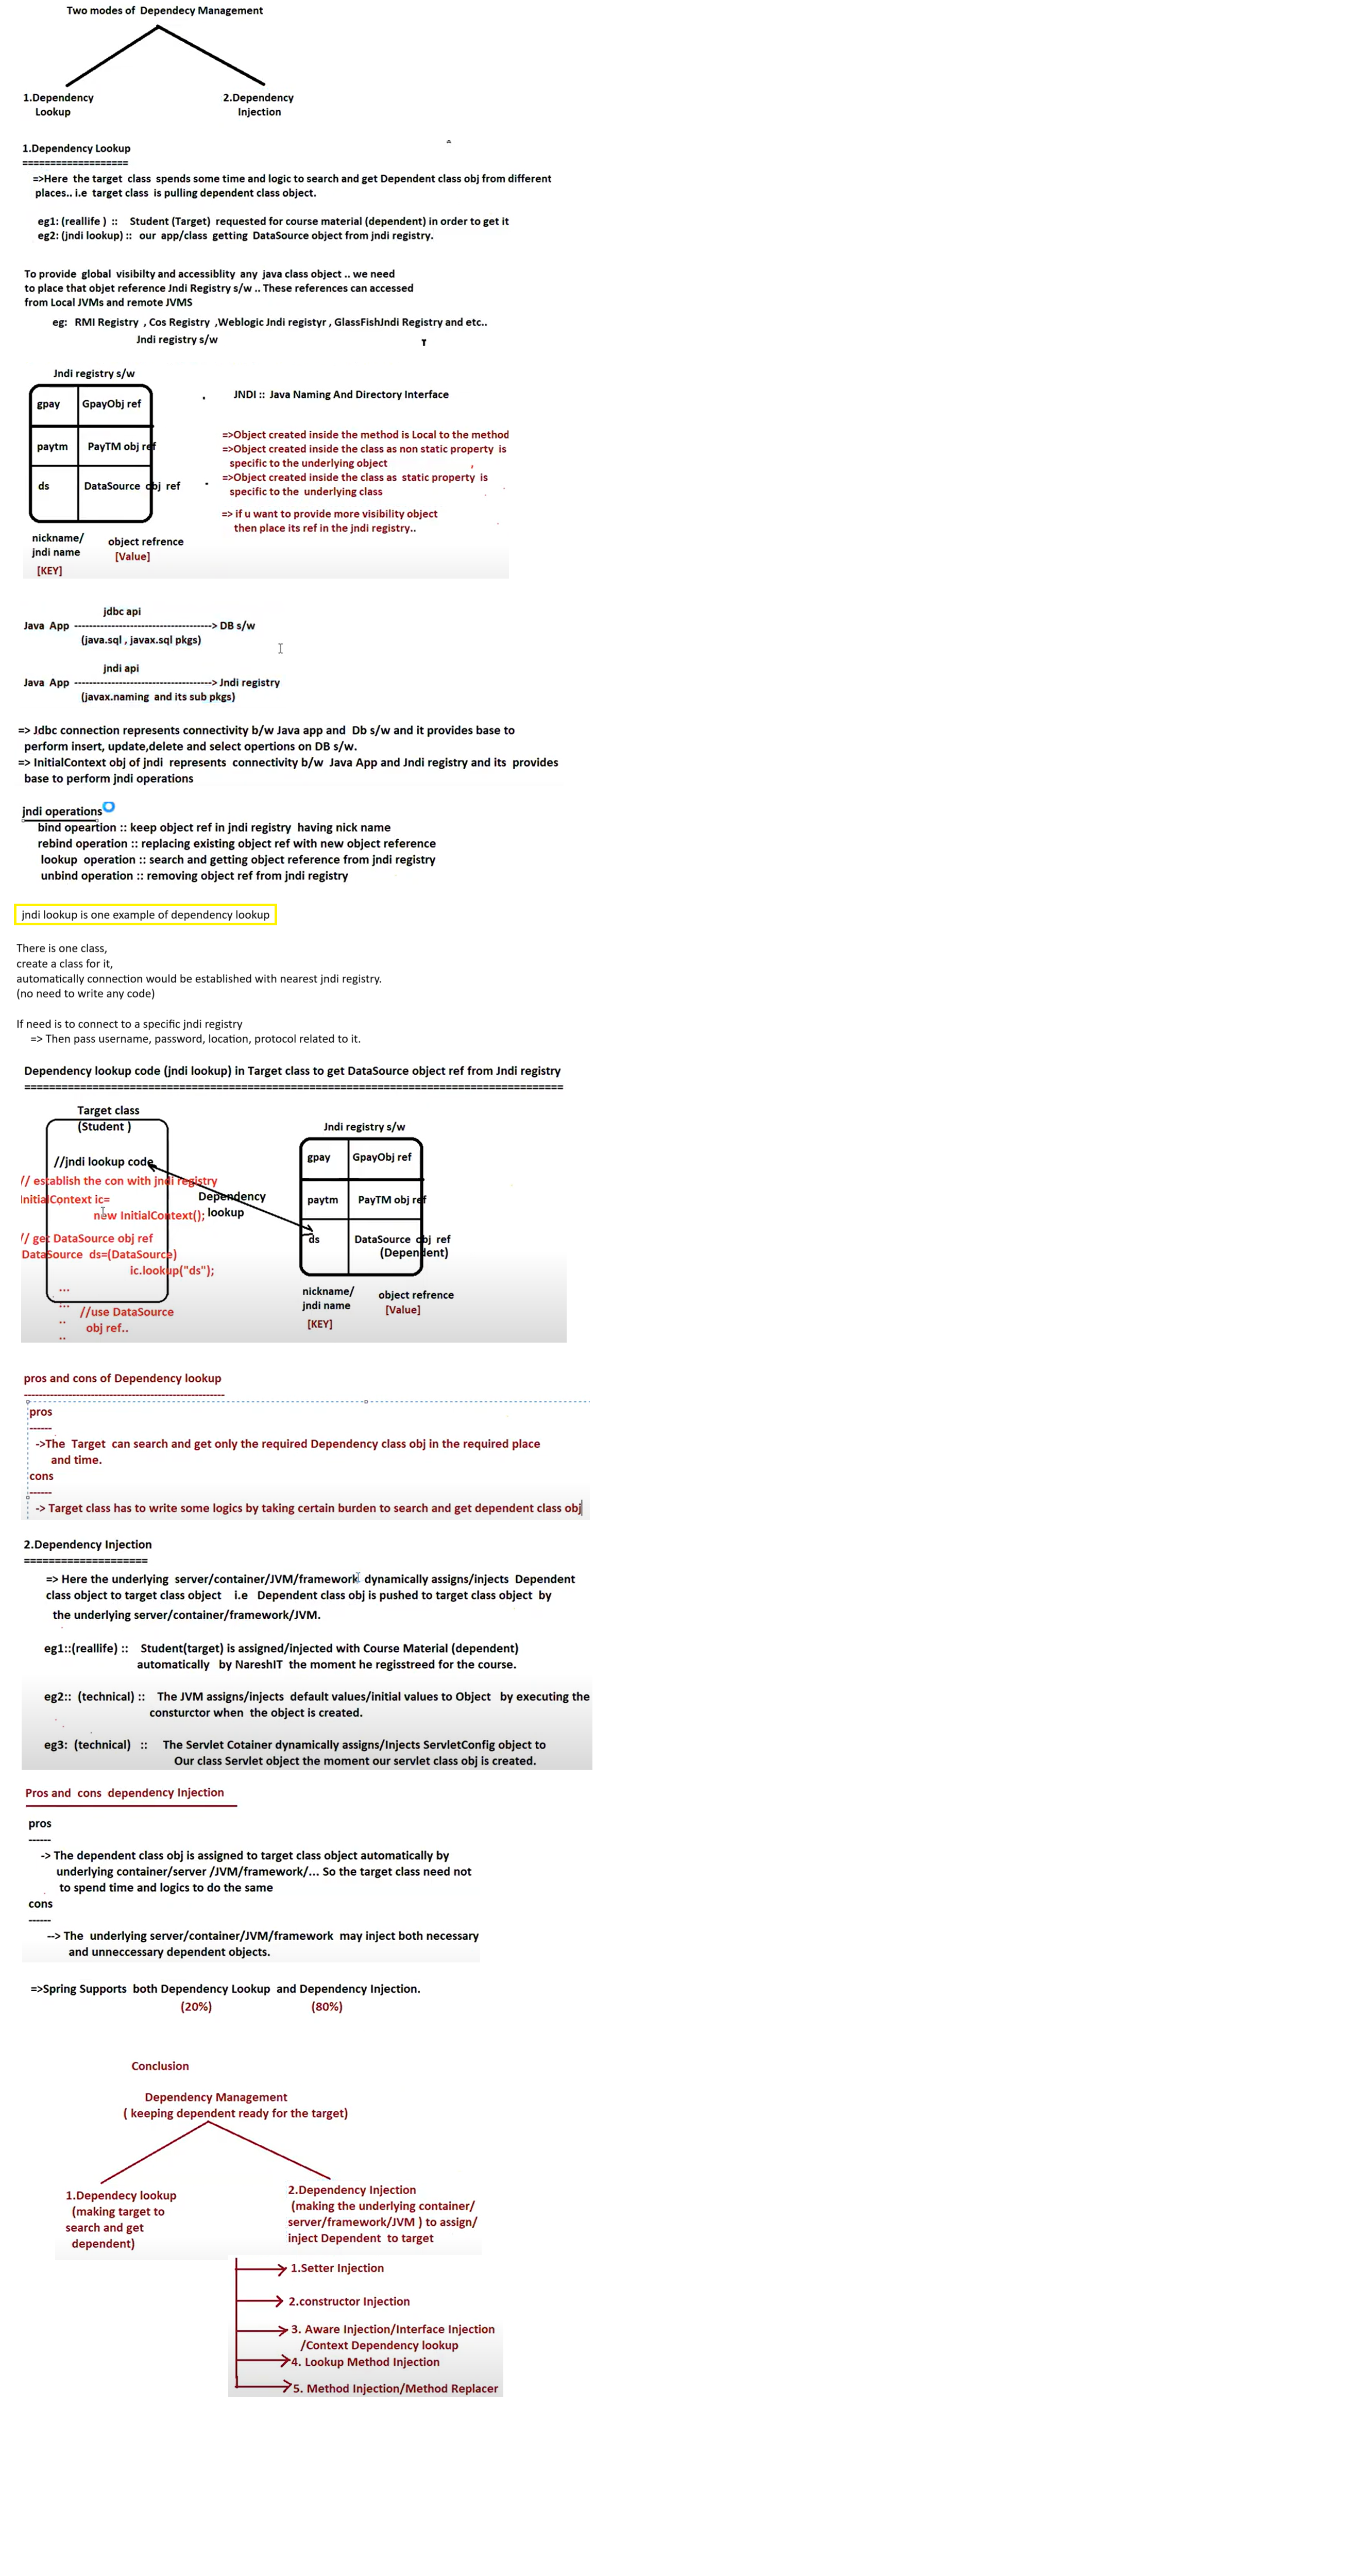 Two modes of Dependecy Management
1.Dependency
Lookup
2.Dependency
Injection
1.Dependency Lookup
===================
=>Here the target class spends some time and logic to search and get Dependent class obj from different
places.. i.e target class is pulling dependent class object.
eg1: (reallife ) :: Student (Target) requested for course material (dependent) in order to get it
eg2: (jndi lookup) :: our app/class getting DataSource object from jndi registry.
To provide global visibilty and accessiblity any java class object .. we need
to place that objet reference Jndi Registry s/w .. These references can accessed
from Local JVMs and remote JVMS
eg: RMI Registry , Cos Registry ,Weblogic Jndi registyr , GlassFishJndi Registry and etc..
Jndi registry s/w
Jndi registry s/w
gpay GpayObj ref
paytm PayTM obj ref
ds DataSource obj ref
nickname/
jndi name
[KEY]
object refrence
[Value]
JNDI :: Java Naming And Directory Interface
=>Object created inside the method is Local to the method
=>Object created inside the class as non static property is
specific to the underlying object
=>Object created inside the class as static property is
specific to the underlying class
=> if u want to provide more visibility object
then place its ref in the jndi registry..
jdbc api
Java App -------------------------------------> DB s/w
(java.sql , javax.sql pkgs)
jndi api
Java App -------------------------------------> Jndi registry
(javax.naming and its sub pkgs)
=> Jdbc connection represents connectivity b/w Java app and Db s/w and it provides base to
perform insert, update,delete and select opertions on DB s/w.
=> InitialContext obj of jndi represents connectivity b/w Java App and Jndi registry and its provides
base to perform jndi operations
jndi operations
bind opeartion :: keep object ref in jndi registry having nick name
rebind operation :: replacing existing object ref with new object reference
lookup operation :: search and getting object reference from jndi registry
unbind operation :: removing object ref from jndi registry
jndi lookup is one example of dependency lookup
There is one class,
create a class for it,
automatically connection would be established with nearest jndi registry.
(no need to write any code)
If need is to connect to a specific jndi registry
=> Then pass username, password, location, protocol related to it.
Dependency lookup code (jndi lookup) in Target class to get DataSource object ref from Jndi registry
==========================================================================================
Target class
(Student )
//jndi lookup code
// establish the con with jndi registry
InitialContext ic=
new InitialContext();
// get DataSource obj ref
DataSource ds=(DataSource)
ic.lookup("ds");
...
...
.. //use DataSource
obj ref..
..
Dependency
lookup
Jndi registry s/w
gpay GpayObj ref
paytm PayTM obj ref
ds DataSource obj ref
(Dependent)
nickname/
jndi name
[KEY]
object refrence
[Value]
pros and cons of Dependency lookup
------------------------------------------------------
pros
------
->The Target can search and get only the required Dependency class obj in the required place
and time.
cons
------
-> Target class has to write some logics by taking certain burden to search and get dependent class obj
2.Dependency Injection
=====================
=> Here the underlying server/container/JVM/framework dynamically assigns/injects Dependent
class object to target class object i.e Dependent class obj is pushed to target class object by
the underlying server/container/framework/JVM.
eg1::(reallife) :: Student(target) is assigned/injected with Course Material (dependent)
automatically by NareshIT the moment he regisstreed for the course.
eg2:: (technical) :: The JVM assigns/injects default values/initial values to Object by executing the
consturctor when the object is created.
eg3: (technical) :: The Servlet Cotainer dynamically assigns/Injects ServletConfig object to
Our class Servlet object the moment our servlet class obj is created.
Pros and cons dependency Injection
pros
------
-> The dependent class obj is assigned to target class object automatically by
underlying container/server /JVM/framework/... So the target class need not
to spend time and logics to do the same
cons
------
--> The underlying server/container/JVM/framework may inject both necessary
and unneccessary dependent objects.
=>Spring Supports both Dependency Lookup and Dependency Injection.
(20%) (80%)
Conclusion
Dependency Management
( keeping dependent ready for the target)
1.Dependecy lookup
(making target to
search and get
dependent)
2.Dependency Injection
(making the underlying container/
server/framework/JVM ) to assign/
inject Dependent to target
1.Setter Injection
2.constructor Injection
3. Aware Injection/Interface Injection
/Context Dependency lookup
4. Lookup Method Injection
5. Method Injection/Method Replacer